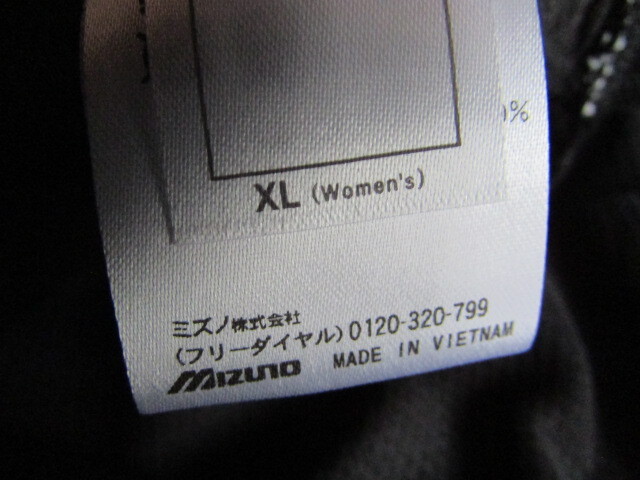 %
XL (Women's)
ミズノ株式会社
(フリーダイヤル)0120-320-799
MIZUNO MADE IN VIETNAM